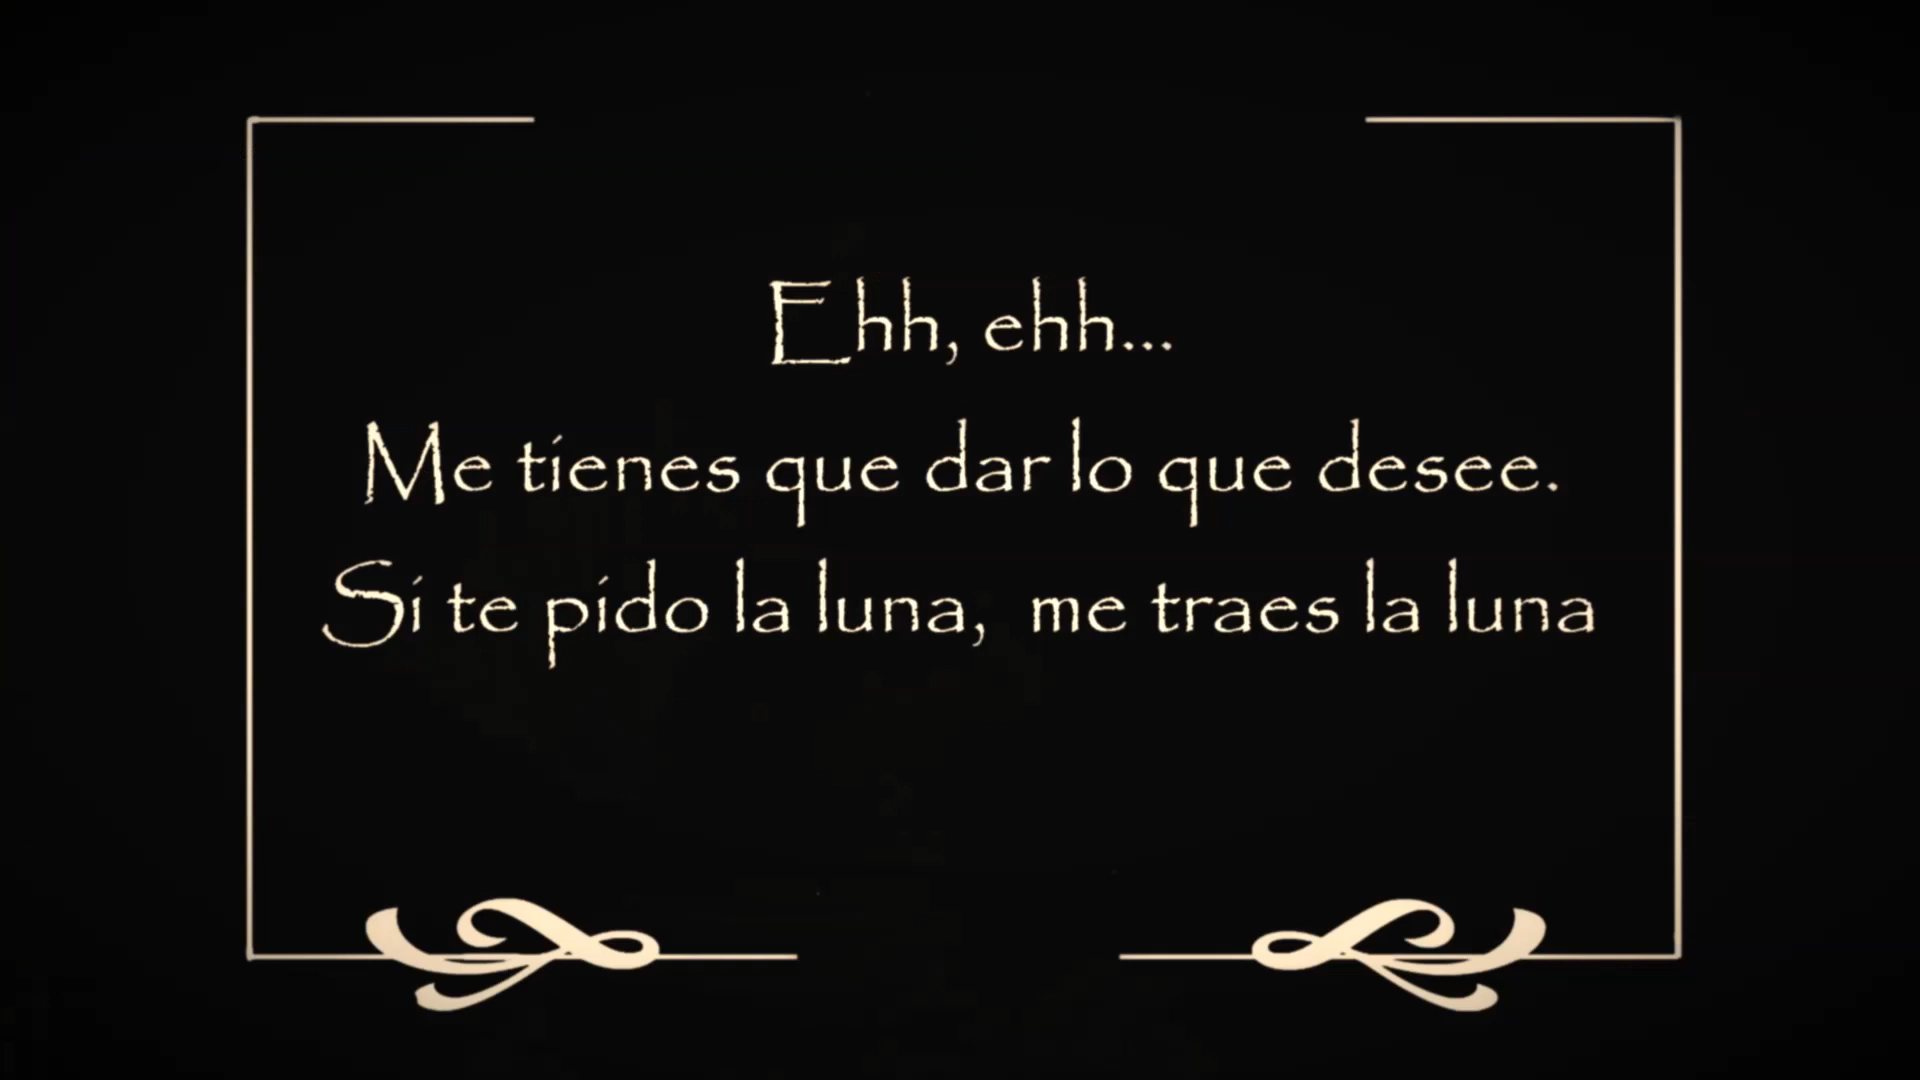 Ehh, ehh...
Me tienes que dar lo que desee.
Si te pido la luna, me traes la luna